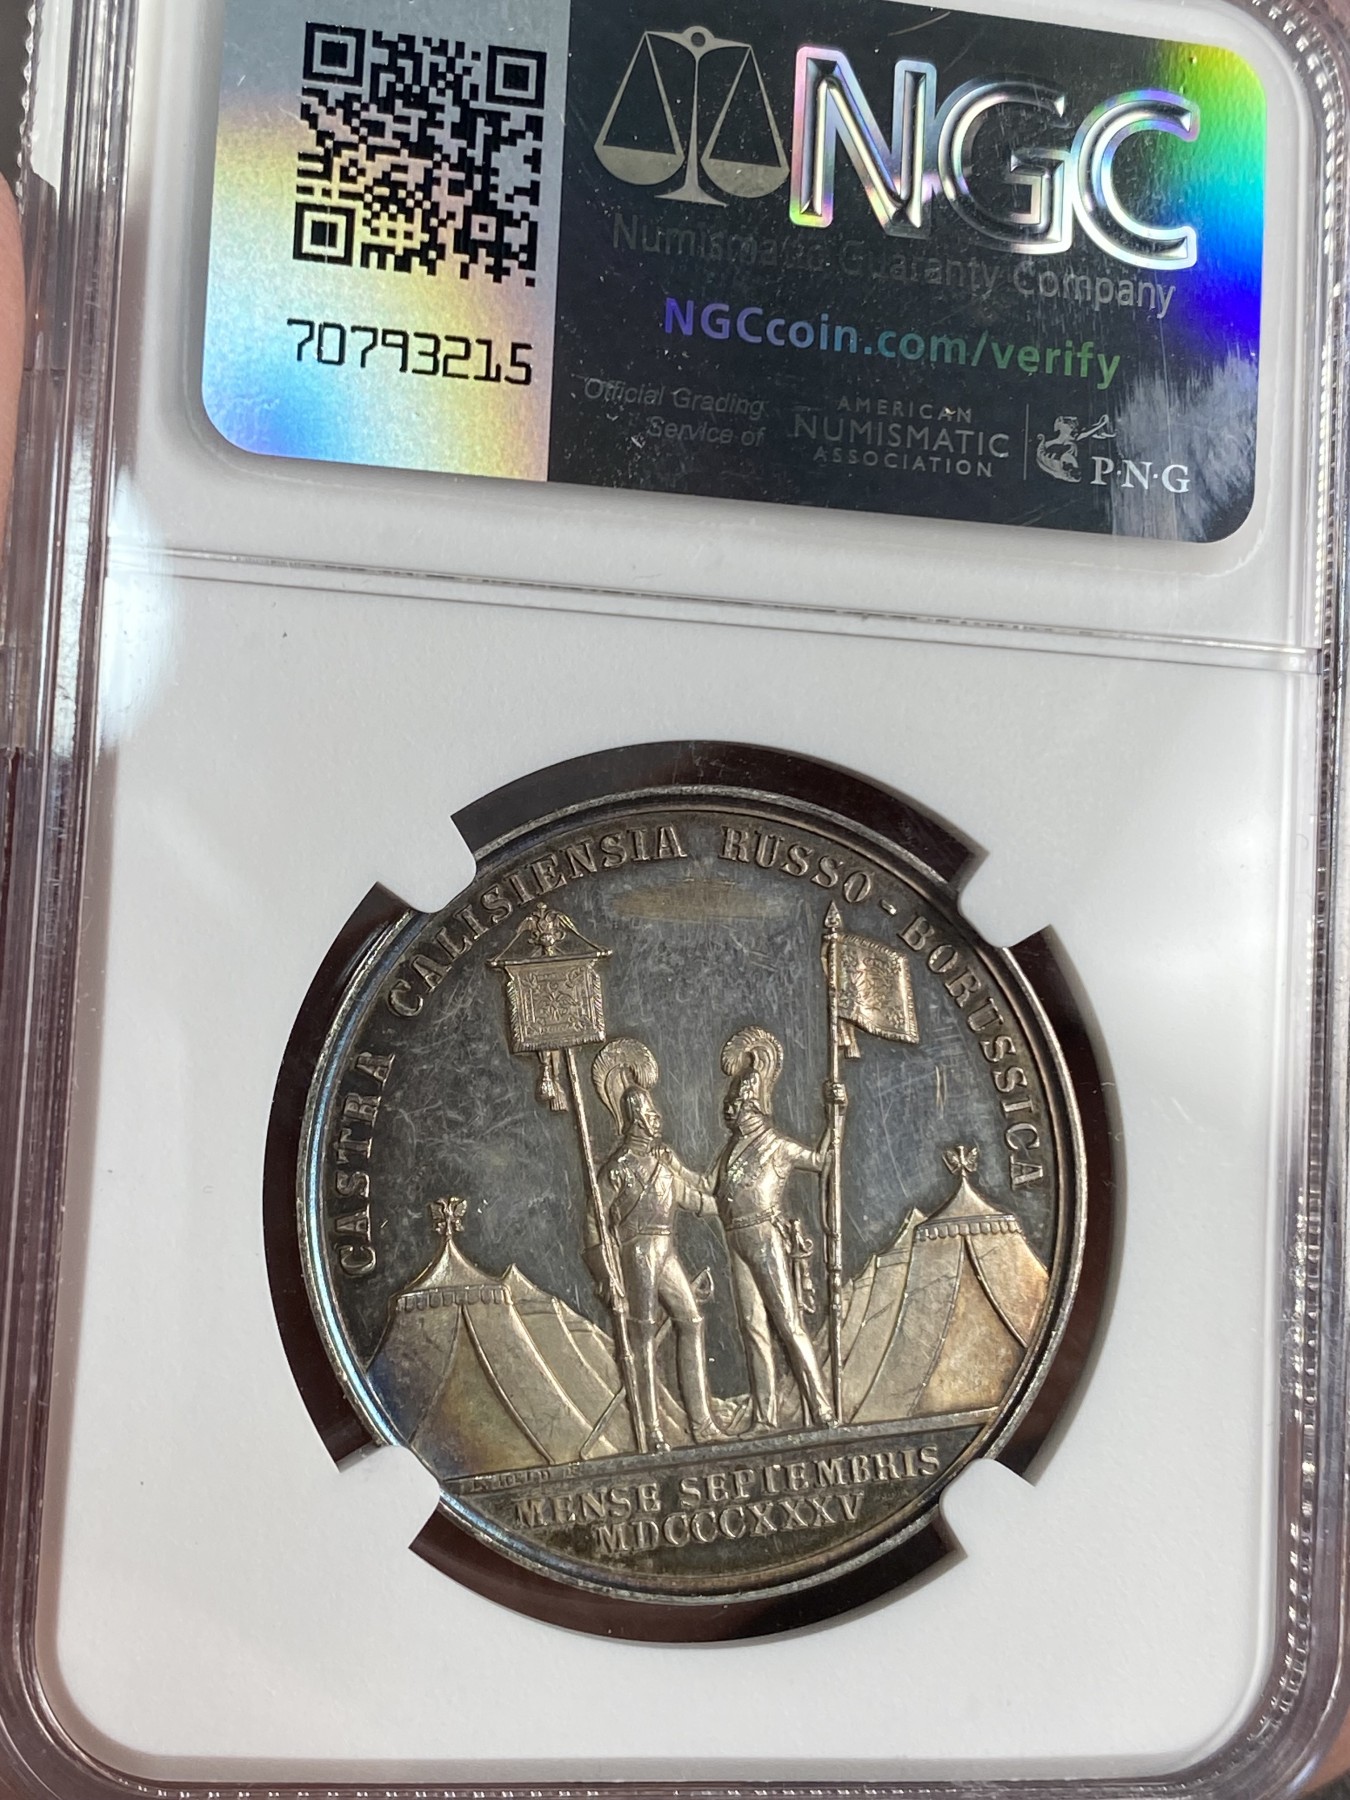 NGC
Numismatic Guaranty Company
NGCcoin.com/verify
70793215
Official Grading
Service of
AMERICAN
NUMISMATIC
ASSOCIATION
P·N·G
CASTRA CALISIENSIA RUSSO-BORUSSICA
MENSE SEPTEMBRIS
MDCCCXXXV